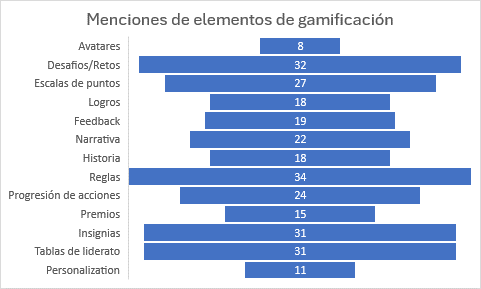 Menciones de elementos de gamificación
Avatares 8
Desafios/Retos 32
Escalas de puntos 27
Logros 18
Feedback 19
Narrativa 22
Historia 18
Reglas 34
Progresión de acciones 24
Premios 15
Insignias 31
Tablas de liderato 31
Personalization 11